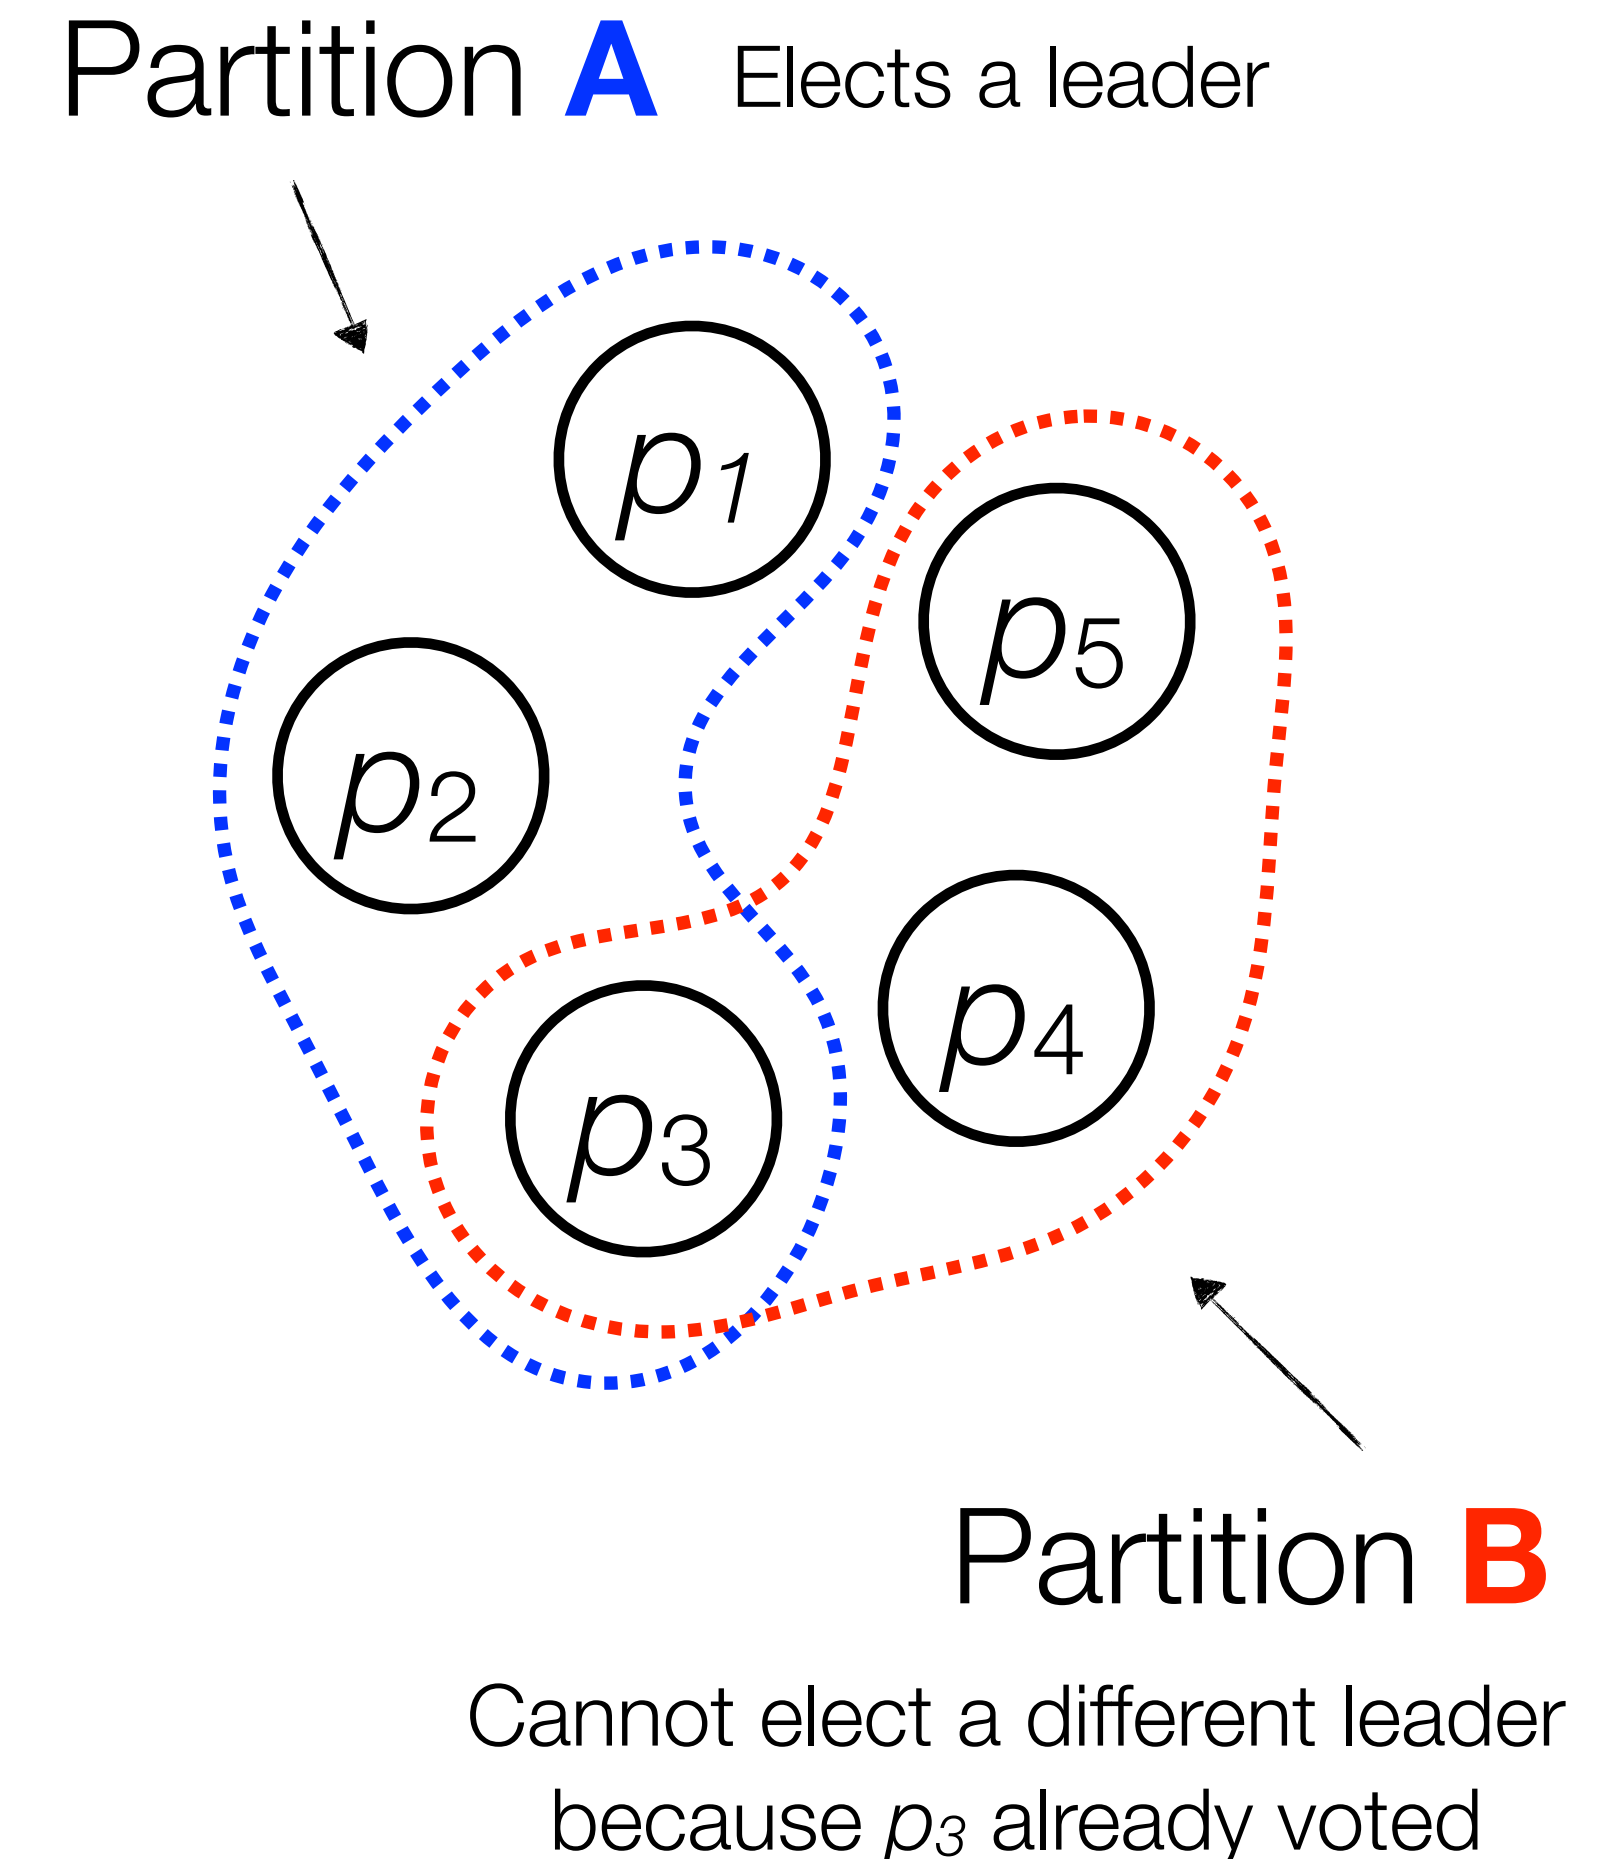 Partition A
Elects a leader
p1
p5
p2
p4
p3
Partition B
Cannot elect a different leader
because p3 already voted